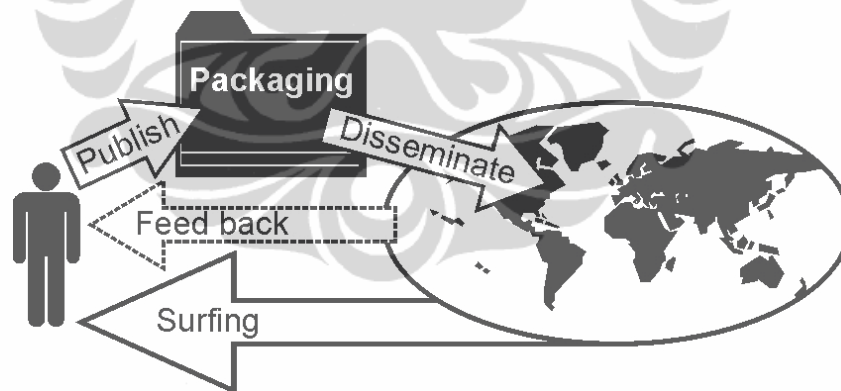 Packaging
Publish
Disseminate
Feed back
Surfing